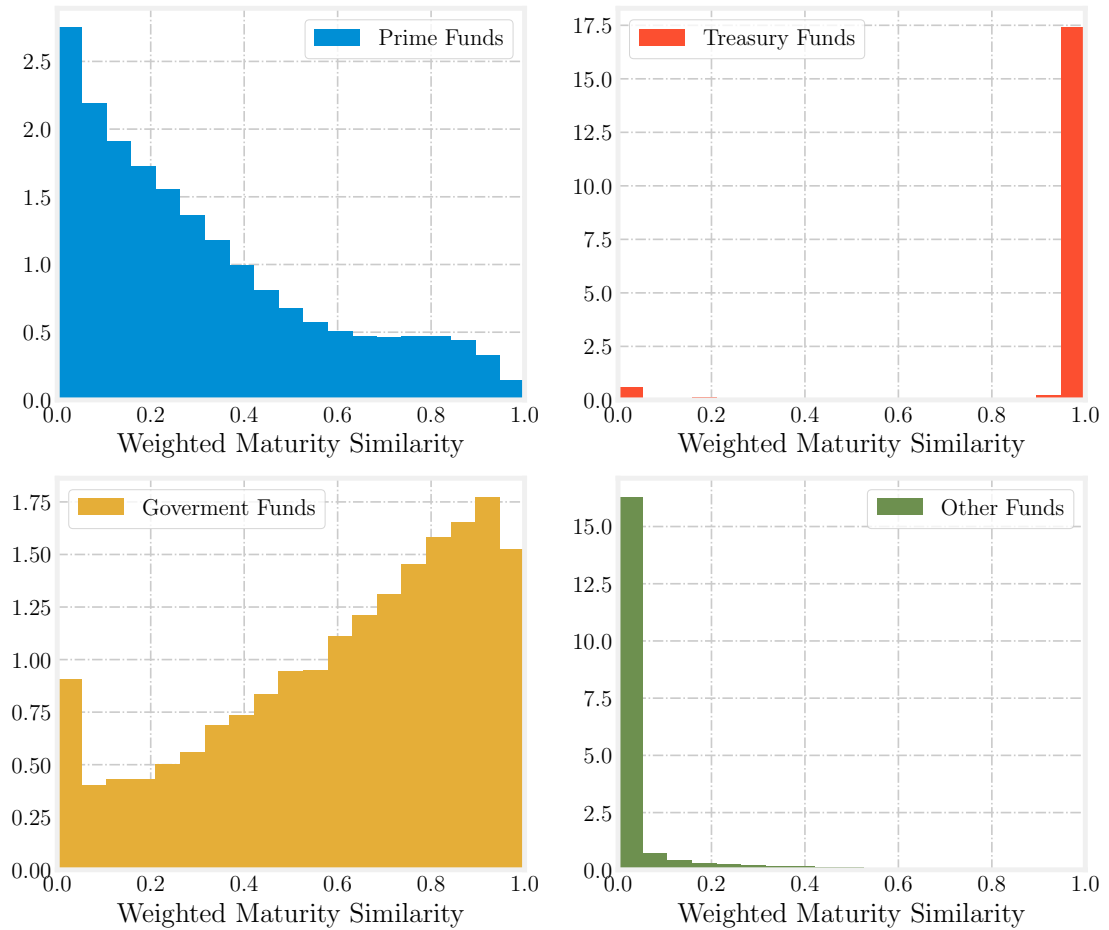 Prime Funds
2.5
2.0
1.5
1.0
0.5
0.0
0.0 0.2 0.4 0.6 0.8 1.0
Weighted Maturity Similarity
Treasury Funds
17.5
15.0
12.5
10.0
7.5
5.0
2.5
0.0
0.0 0.2 0.4 0.6 0.8 1.0
Weighted Maturity Similarity
Goverment Funds
1.75
1.50
1.25
1.00
0.75
0.50
0.25
0.00
0.0 0.2 0.4 0.6 0.8 1.0
Weighted Maturity Similarity
Other Funds
15.0
12.5
10.0
7.5
5.0
2.5
0.0
0.0 0.2 0.4 0.6 0.8 1.0
Weighted Maturity Similarity